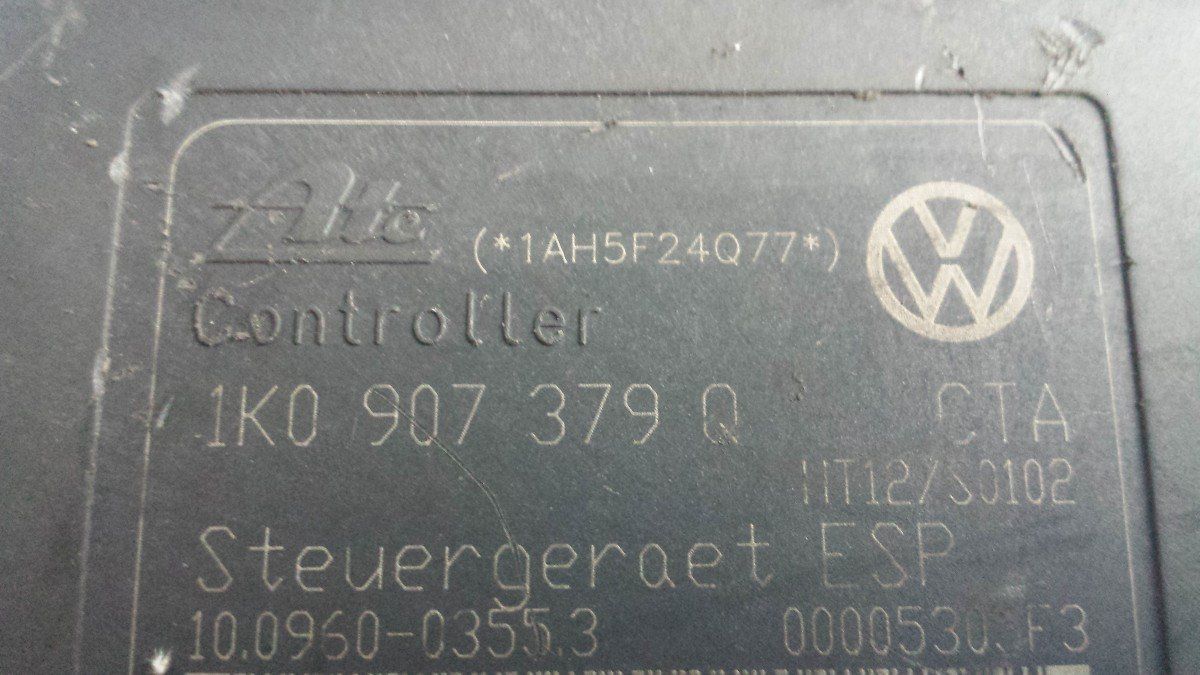 Ate (*1AH5F24Q77*)
Controller
1K0 907 379 Q CTA
HT12/S0102
Steuergeraet ESP
10.0960-0355.3